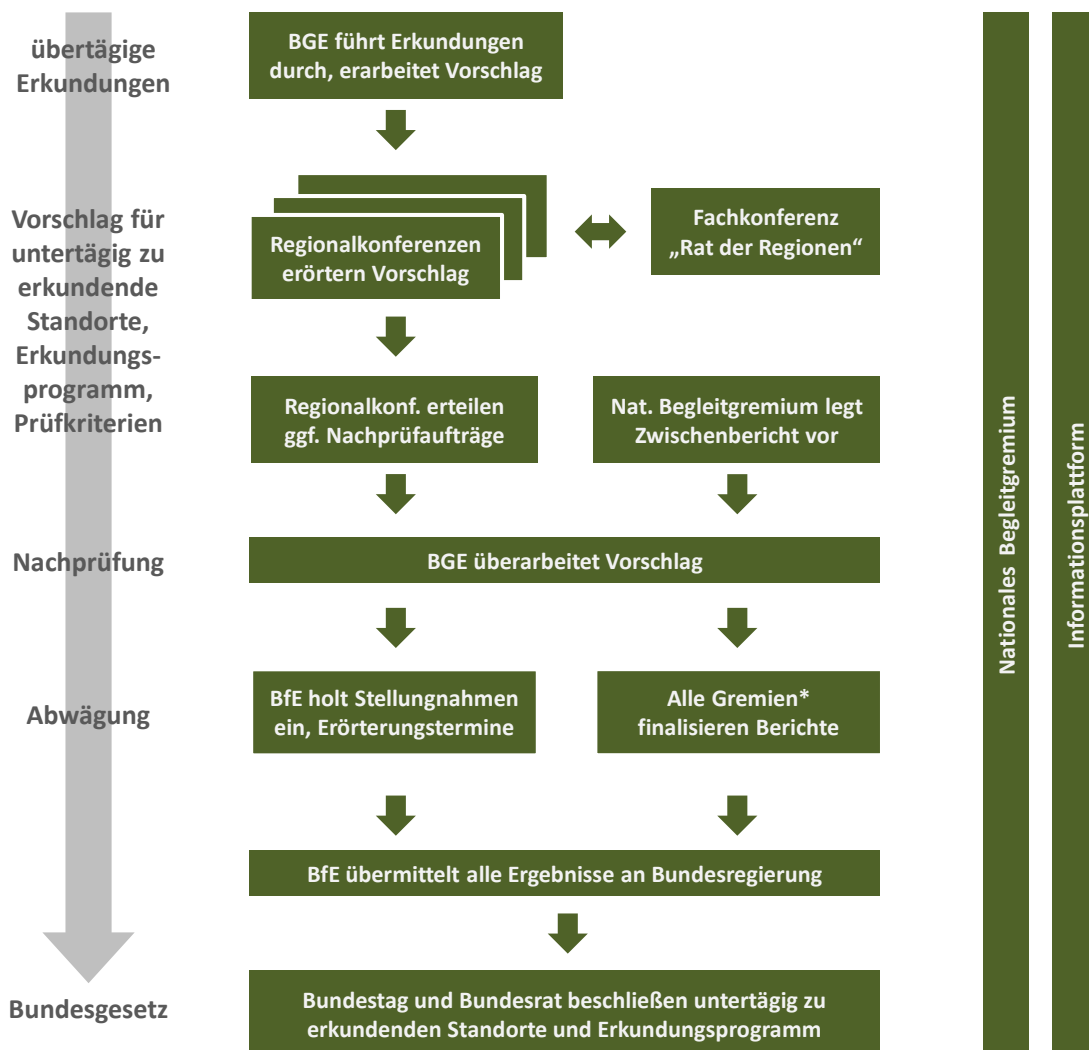 übertägige
Erkundungen
BGE führt Erkundungen
durch, erarbeitet Vorschlag
Vorschlag für
untertägig zu
erkundende
Standorte,
Erkundungs-
programm,
Prüfkriterien
Regionalkonferenzen
erörtern Vorschlag
Fachkonferenz
„Rat der Regionen“
Regionalkonf. erteilen
ggf. Nachprüfaufträge
Nat. Begleitgremium legt
Zwischenbericht vor
Nachprüfung
BGE überarbeitet Vorschlag
Abwägung
BfE holt Stellungnahmen
ein, Erörterungstermine
Alle Gremien*
finalisieren Berichte
BfE übermittelt alle Ergebnisse an Bundesregierung
Bundesgesetz
Bundestag und Bundesrat beschließen untertägig zu
erkundenden Standorte und Erkundungsprogramm
Nationales Begleitgremium
Informationsplattform